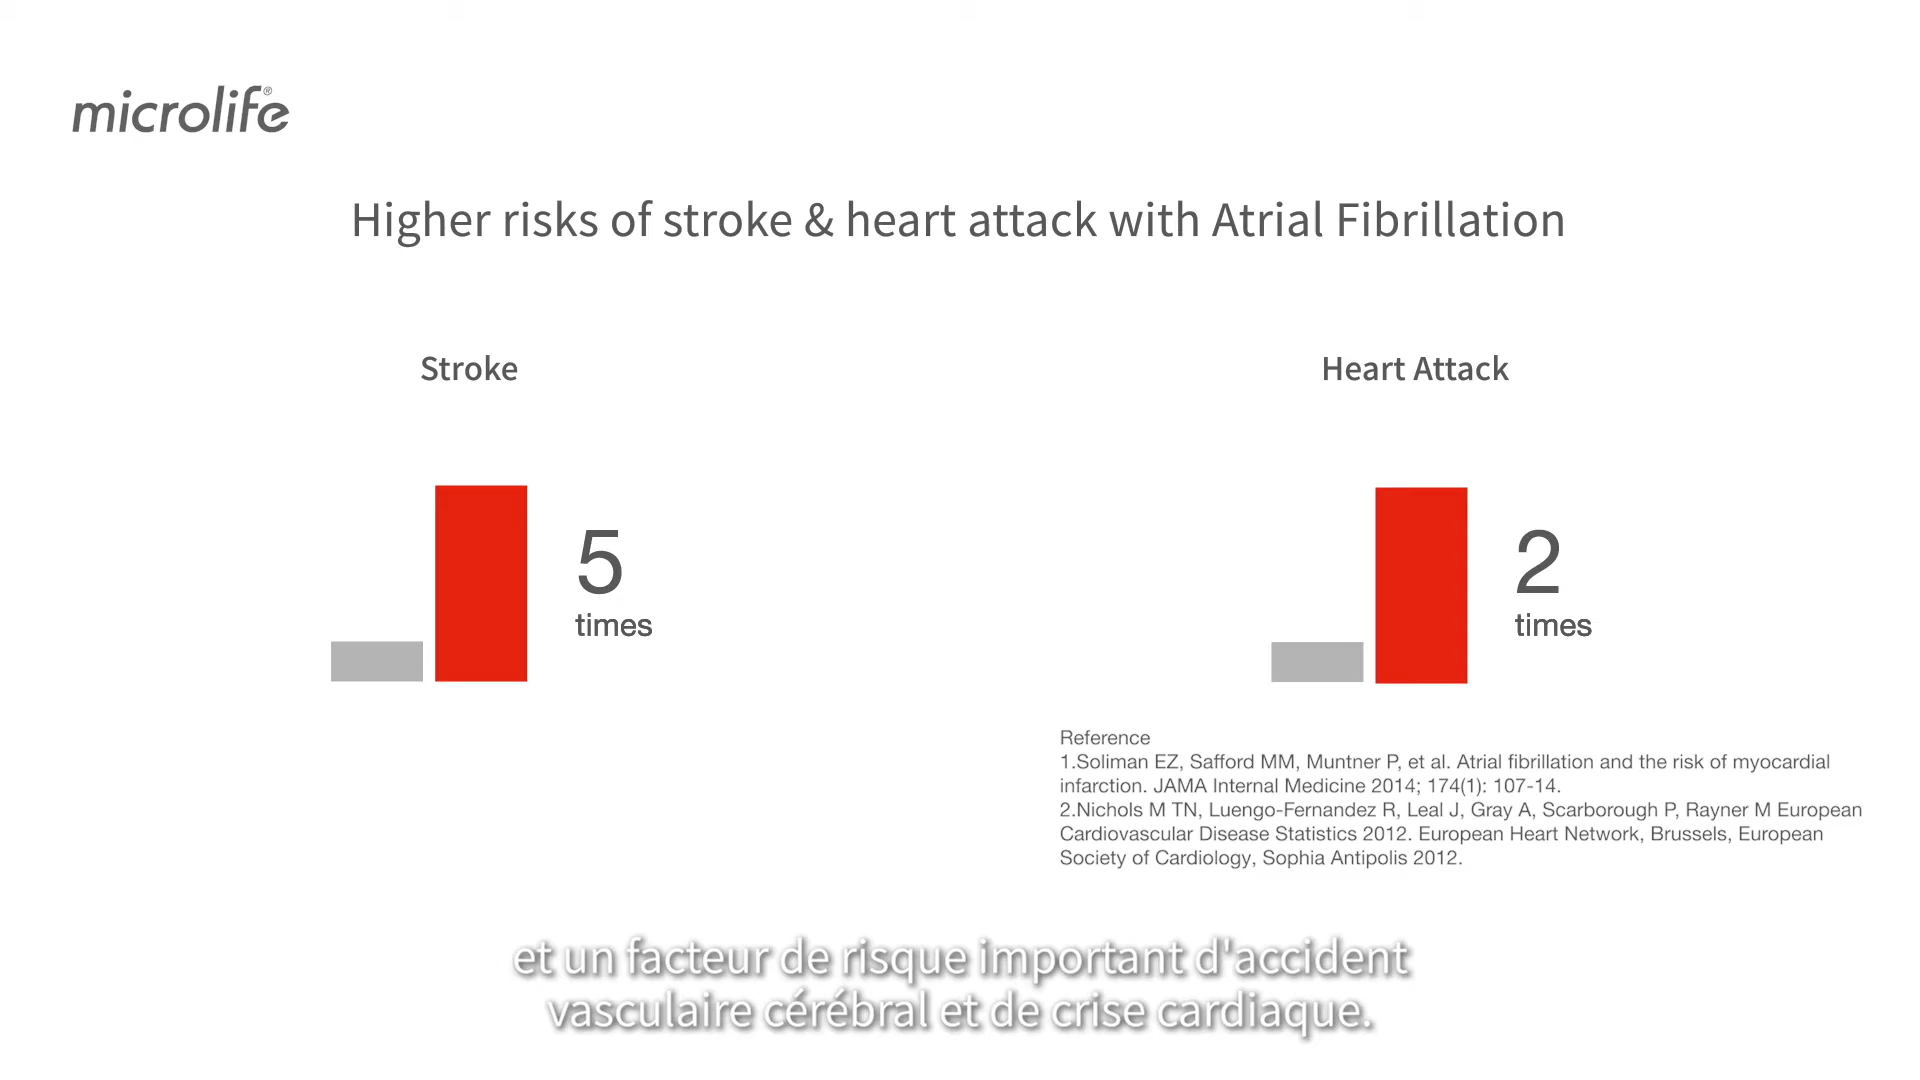 microlife®
Higher risks of stroke & heart attack with Atrial Fibrillation
Stroke
5
times
Heart Attack
2
times
Reference
1.Soliman EZ, Safford MM, Muntner P, et al. Atrial fibrillation and the risk of myocardial
infarction. JAMA Internal Medicine 2014; 174(1): 107-14.
2.Nichols M TN, Luengo-Fernandez R, Leal J, Gray A, Scarborough P, Rayner M European
Cardiovascular Disease Statistics 2012. European Heart Network, Brussels, European
Society of Cardiology, Sophia Antipolis 2012.
et un facteur de risque important d'accident
vasculaire cérébral et de crise cardiaque.